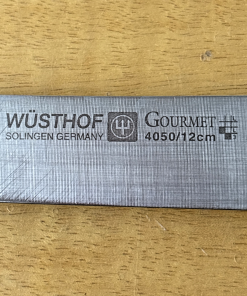 WÜSTHOF GOURMET
SOLINGEN GERMANY 4050/12cm